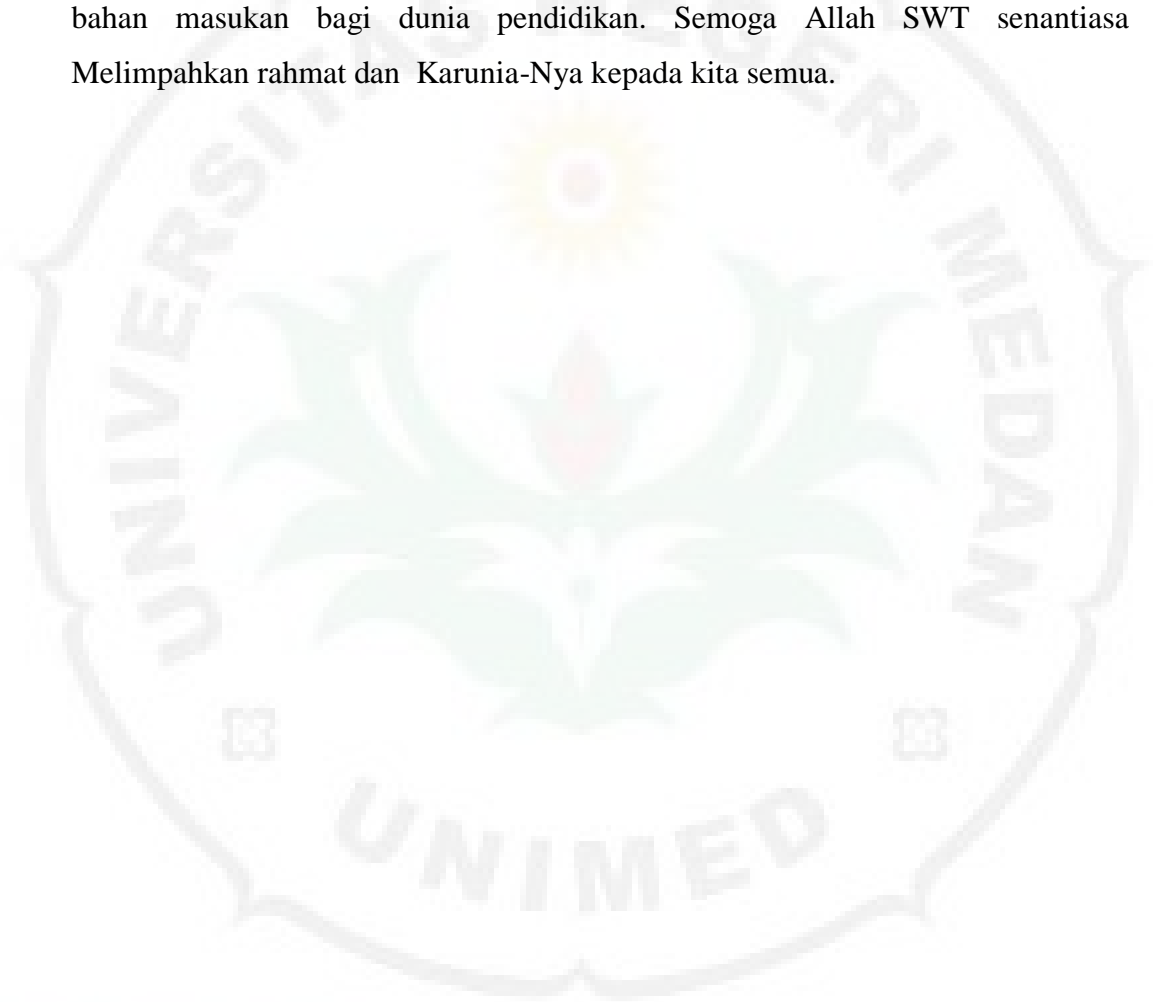 bahan masukan bagi dunia pendidikan. Semoga Allah SWT senantiasa
Melimpahkan rahmat dan Karunia-Nya kepada kita semua.
UNIVERSITAS NEGERI MEDAN
UNIMED